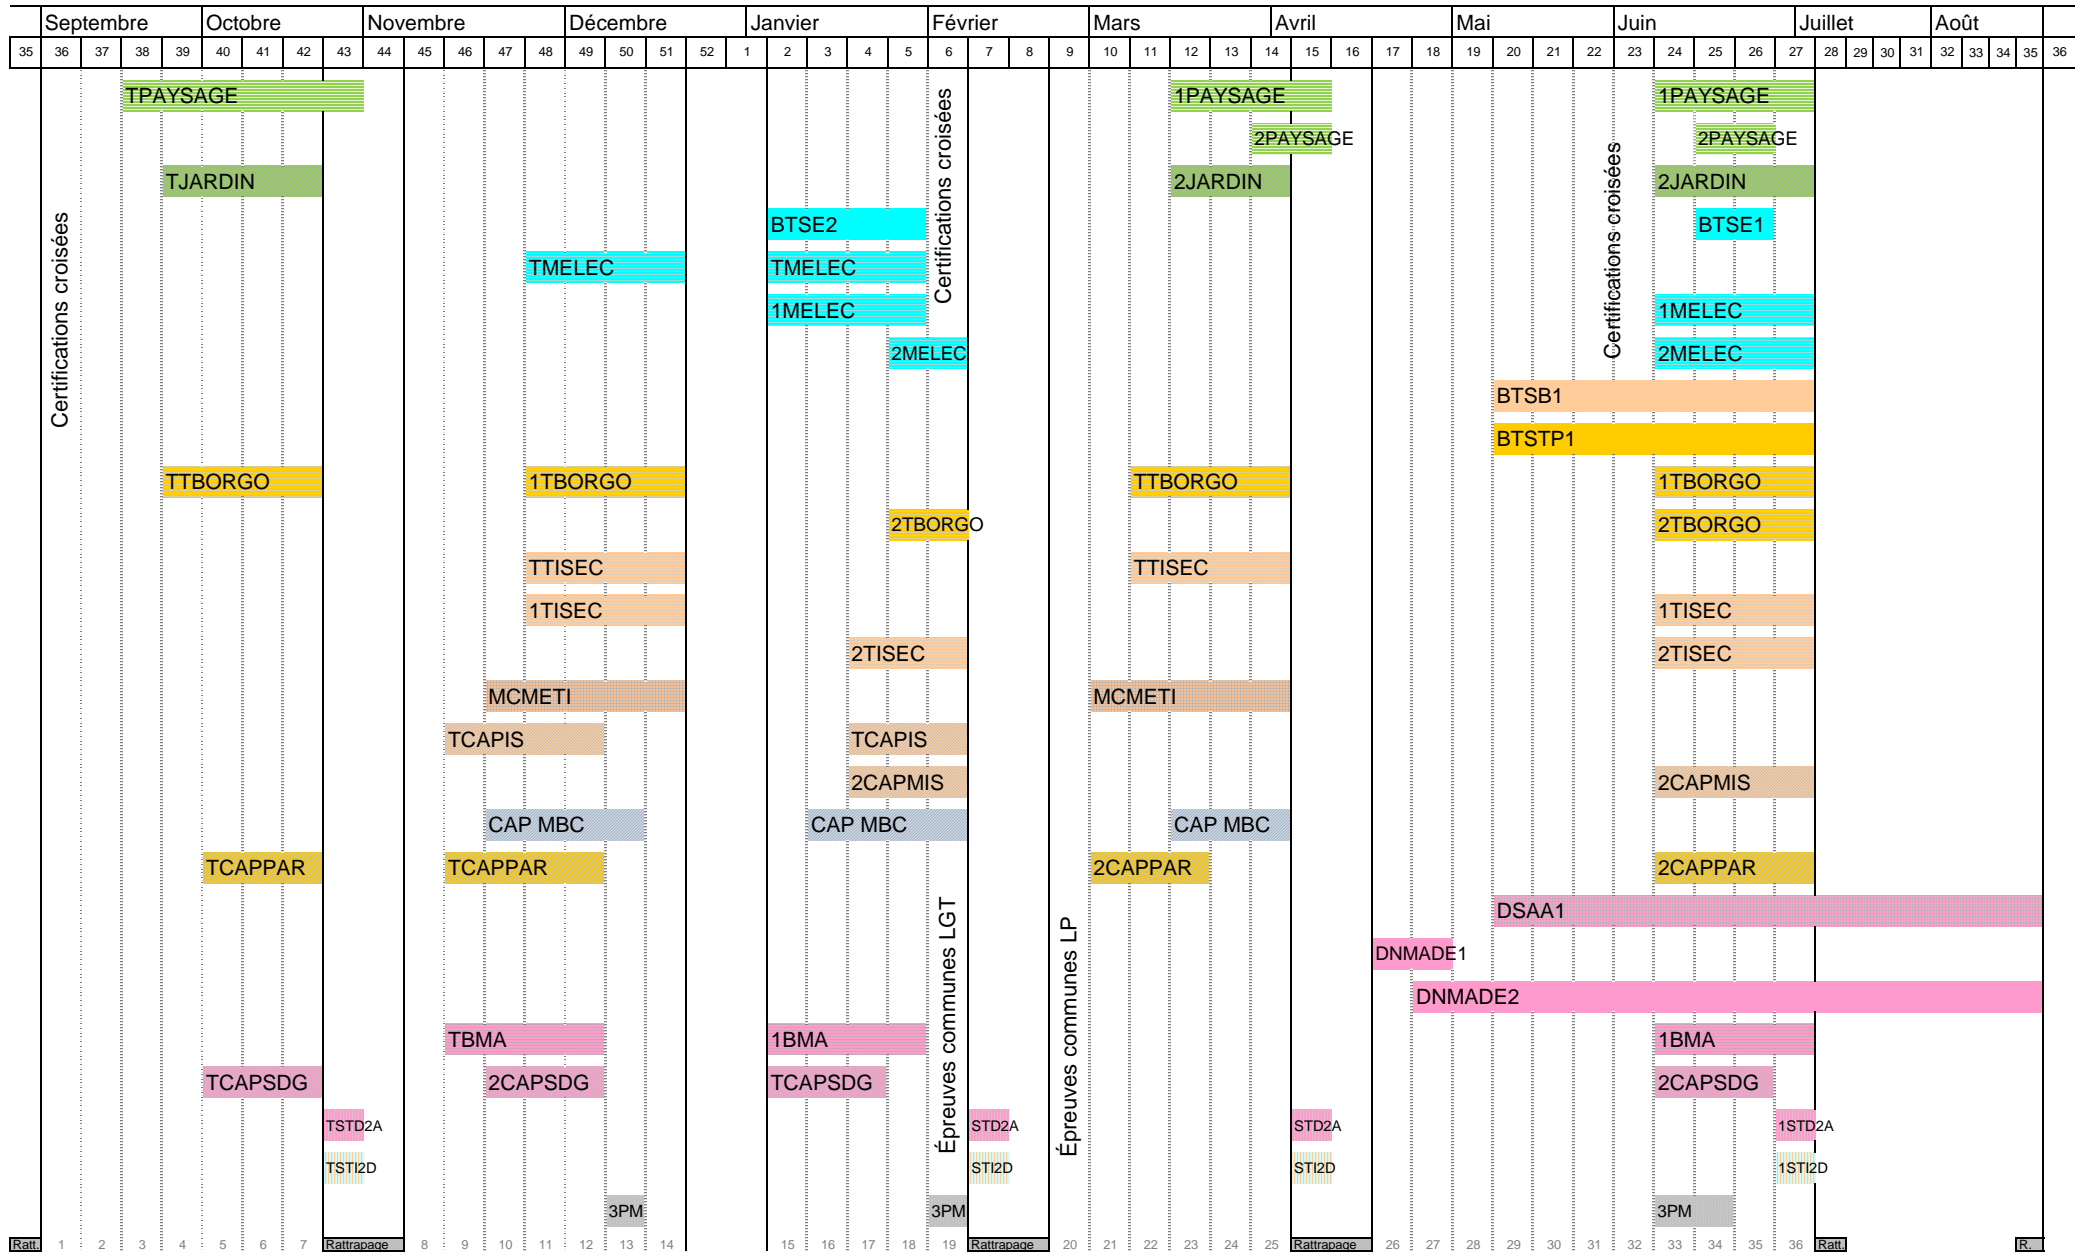 Septembre Octobre Novembre Décembre Janvier Février Mars Avril Mai Juin Juillet Août
35 36 37 38 39 40 41 42 43 44 45 46 47 48 49 50 51 52 1 2 3 4 5 6 7 8 9 10 11 12 13 14 15 16 17 18 19 20 21 22 23 24 25 26 27 28 29 30 31 32 33 34 35 36
TPAYSAGE 1PAYSAGE 1PAYSAGE
2PAYSAGE 2PAYSAGE
TJARDIN 2JARDIN 2JARDIN
BTSE2 BTSE1
TMELEC TMELEC
1MELEC 1MELEC
2MELEC 2MELEC
Certifications croisées
Certifications croisées
Certifications croisées
BTSB1
BTSTP1
TTBORGO 1TBORGO TTBORGO 1TBORGO
2TBORGO 2TBORGO
TTISEC TTISEC
1TISEC 1TISEC
2TISEC 2TISEC
MCMETI MCMETI
TCAPIS TCAPIS
2CAPMIS 2CAPMIS
CAP MBC CAP MBC CAP MBC
TCAPPAR TCAPPAR 2CAPPAR 2CAPPAR
DSAA1
DNMADE1
DNMADE2
Épreuves communes LGT
Épreuves communes LP
TBMA 1BMA 1BMA
TCAPSDG 2CAPSDG TCAPSDG 2CAPSDG
TSTD2A STD2A STD2A 1STD2A
TSTI2D STI2D STI2D 1STI2D
3PM 3PM 3PM
Ratt. 1 2 3 4 5 6 7 Rattrapage 8 9 10 11 12 13 14 15 16 17 18 19 Rattrapage 20 21 22 23 24 25 Rattrapage 26 27 28 29 30 31 32 33 34 35 36 Ratt. R.